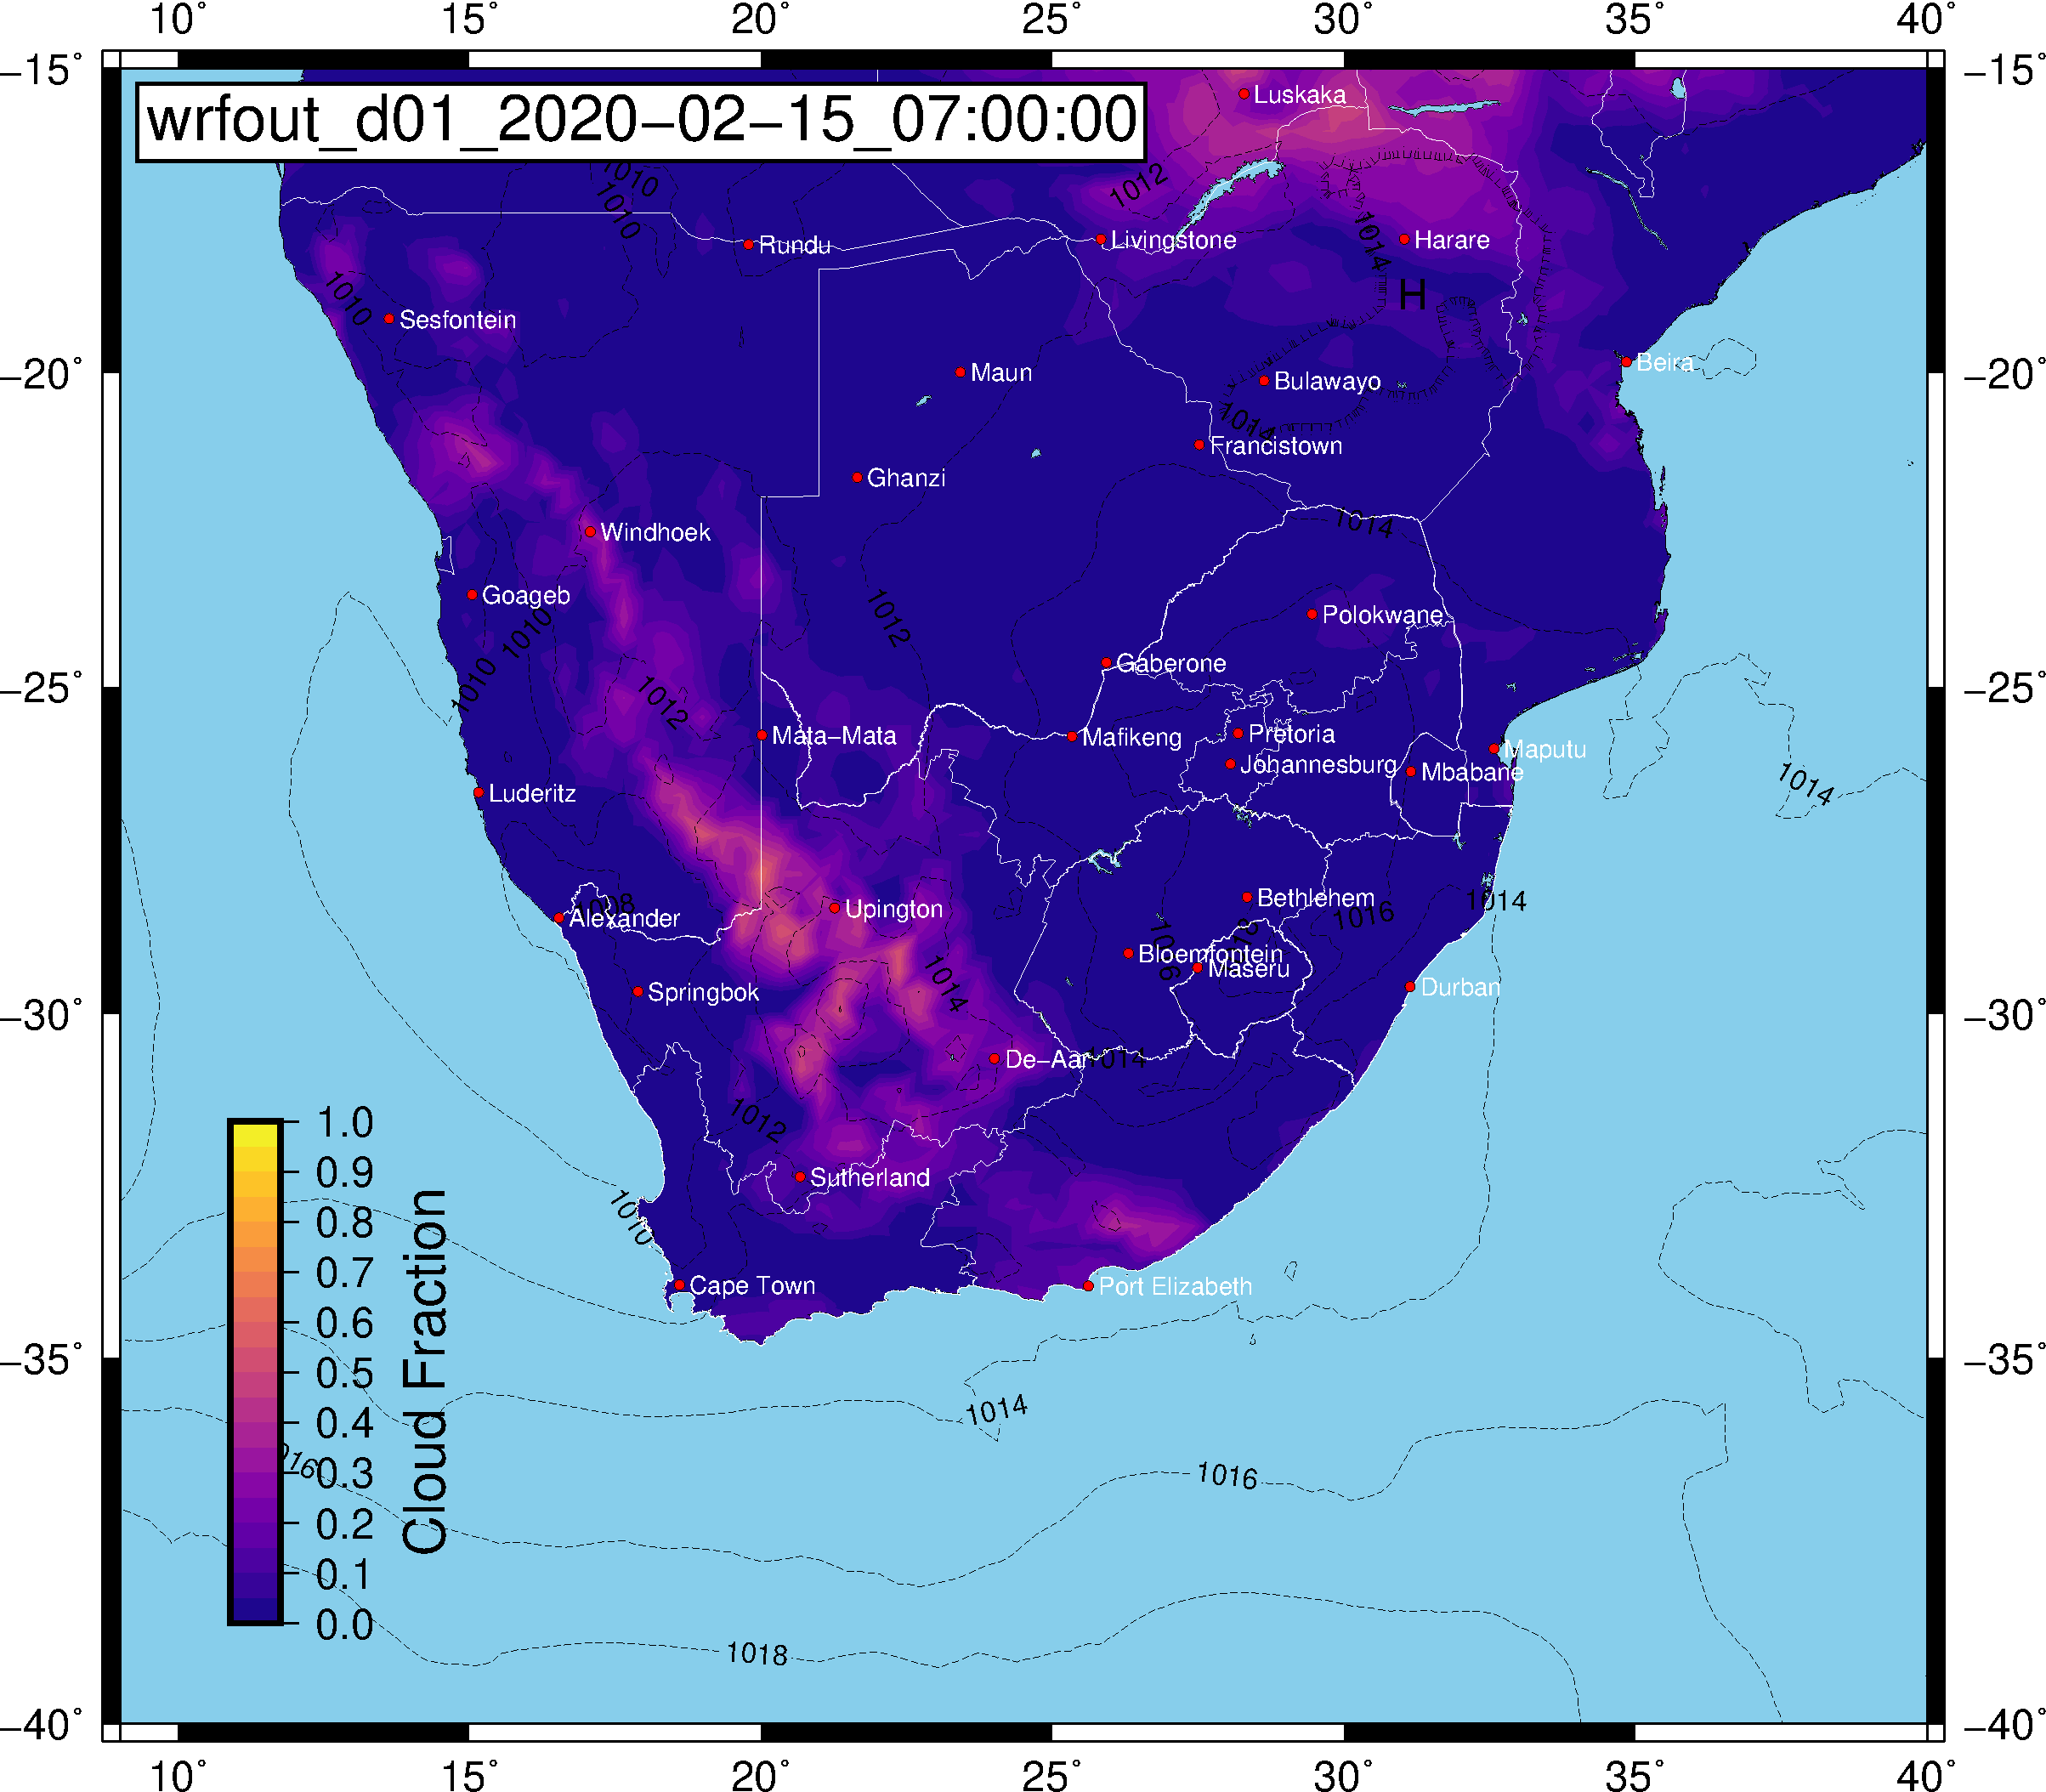 10° 15° 20° 25° 30° 35° 40°
−15° −15°
wrfout_d01_2020−02−15_07:00:00
Luskaka
1010
1012
1010
1014
Rundu
Livingstone
Harare
H
1010
Sesfontein
−20° −20°
Maun
Bulawayo
Beira
1014
Francistown
Ghanzi
1014
Windhoek
Goageb
1012
1010
Polokwane
Gaberone
−25° −25°
1010
1012
Mata−Mata
Mafikeng
Pretoria
Maputu
Johannesburg
Mbabane
1014
Luderitz
1008
Alexander
Upington
Bethlehem
1014
1016
Bloemfontein
Maseru
1014
Springbok
Durban
−30° −30°
De−Aar
1014
1012
Sutherland
1010
Cape Town
Port Elizabeth
1.0
0.9
0.8
0.7
0.6
0.5
0.4
0.3
0.2
0.1
0.0
Cloud Fraction
−35° −35°
1014
1016
1018
−40° −40°
10° 15° 20° 25° 30° 35° 40°